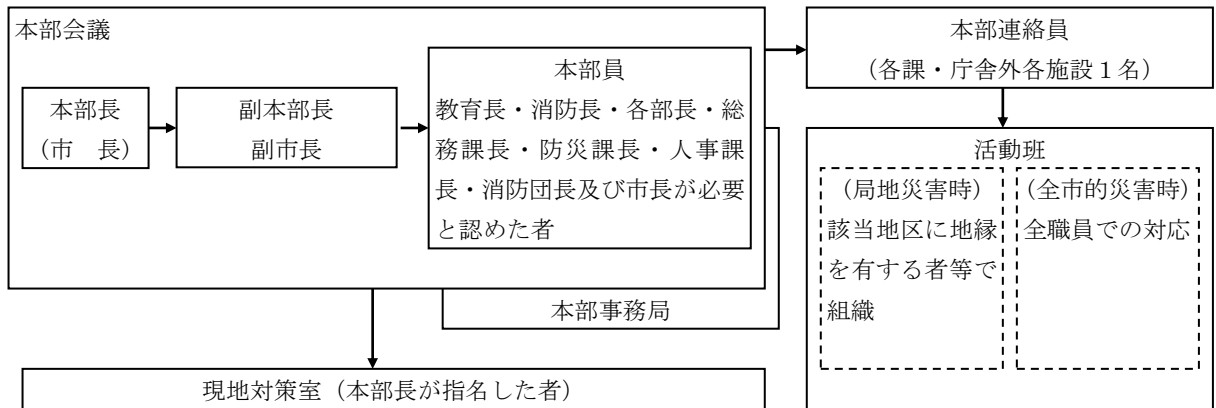 本部会議
本部長
(市　長)
副本部長
副市長
本部員
教育長・消防長・各部長・総
務課長・防災課長・人事課
長・消防団長及び市長が必要
と認めた者
本部事務局
現地対策室（本部長が指名した者）
本部連絡員
（各課・庁舎外各施設１名）
活動班
（局地災害時）
該当地区に地縁
を有する者等で
組織
（全市的災害時）
全職員での対応